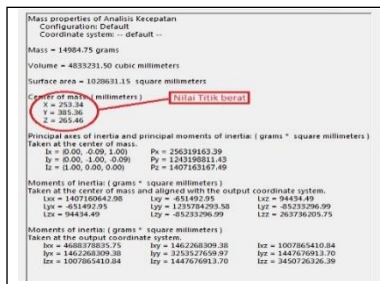 Mass properties of Analisis Kecepatan
Configuration: Default
Coordinate system: -- default --
Mass = 14984.75 grams
Volume = 4833231.50 cubic millimeters
Surface area = 1028631.15 square millimeters
Center of mass: ( millimeters )
X = 253.34
Nilai Titik berat
Y = 385.36
Z = 265.46
Principal axes of inertia and principal moments of inertia: ( grams * square millimeters )
Taken at the center of mass.
Ix = (0.00, -0.09, 1.00) Px = 256319163.39
Iy = (0.00, -1.00, -0.09) Py = 1243198811.43
Iz = (1.00, 0.00, 0.00) Pz = 1407163167.49
Moments of inertia: ( grams * square millimeters )
Taken at the center of mass and aligned with the output coordinate system.
Lxx = 1407160642.98 Lxy = -651492.95 Lxz = 94434.49
Lyx = -651492.95 Lyy = 1235784293.58 Lyz = -85233296.99
Lzx = 94434.49 Lzy = -85233296.99 Lzz = 263736205.75
Moments of inertia: ( grams * square millimeters )
Taken at the output coordinate system.
Ixx = 4688378835.75 Ixy = 1462268309.38 Ixz = 1007865410.84
Iyx = 1462268309.38 Iyy = 3253527659.97 Iyz = 1447676913.70
Izx = 1007865410.84 Izy = 1447676913.70 Izz = 3450726326.39